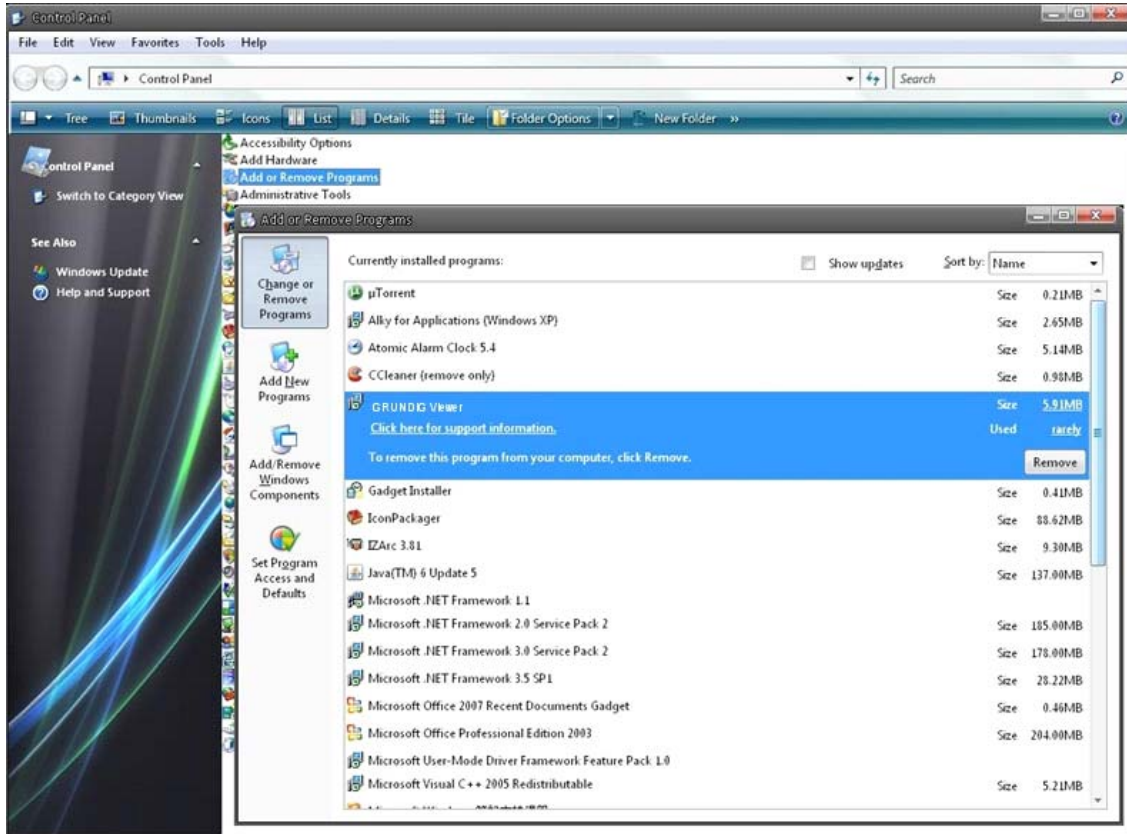 Control Panel
File Edit View Favorites Tools Help
Control Panel
Search
Tree Thumbnails Icons List Details Tile Folder Options New Folder »
Control Panel
Switch to Category View
See Also
Windows Update
Help and Support
Accessibility Options
Add Hardware
Add or Remove Programs
Administrative Tools
Add or Remove Programs
Change or
Remove
Programs
Add New
Programs
Add/Remove
Windows
Components
Set Program
Access and
Defaults
Currently installed programs:
Show updates
Sort by: Name
µTorrent Size 0.21MB
Alky for Applications (Windows XP) Size 2.65MB
Atomic Alarm Clock 5.4 Size 5.14MB
CCleaner (remove only) Size 0.98MB
GRUNDIG Viewer Size 5.91MB
Click here for support information. Used rarely
To remove this program from your computer, click Remove. Remove
Gadget Installer Size 0.41MB
IconPackager Size 88.62MB
IZArc 3.81 Size 9.30MB
Java(TM) 6 Update 5 Size 137.00MB
Microsoft .NET Framework 1.1
Microsoft .NET Framework 2.0 Service Pack 2 Size 185.00MB
Microsoft .NET Framework 3.0 Service Pack 2 Size 178.00MB
Microsoft .NET Framework 3.5 SP1 Size 28.22MB
Microsoft Office 2007 Recent Documents Gadget Size 0.46MB
Microsoft Office Professional Edition 2003 Size 204.00MB
Microsoft User-Mode Driver Framework Feature Pack 1.0
Microsoft Visual C++ 2005 Redistributable Size 5.21MB